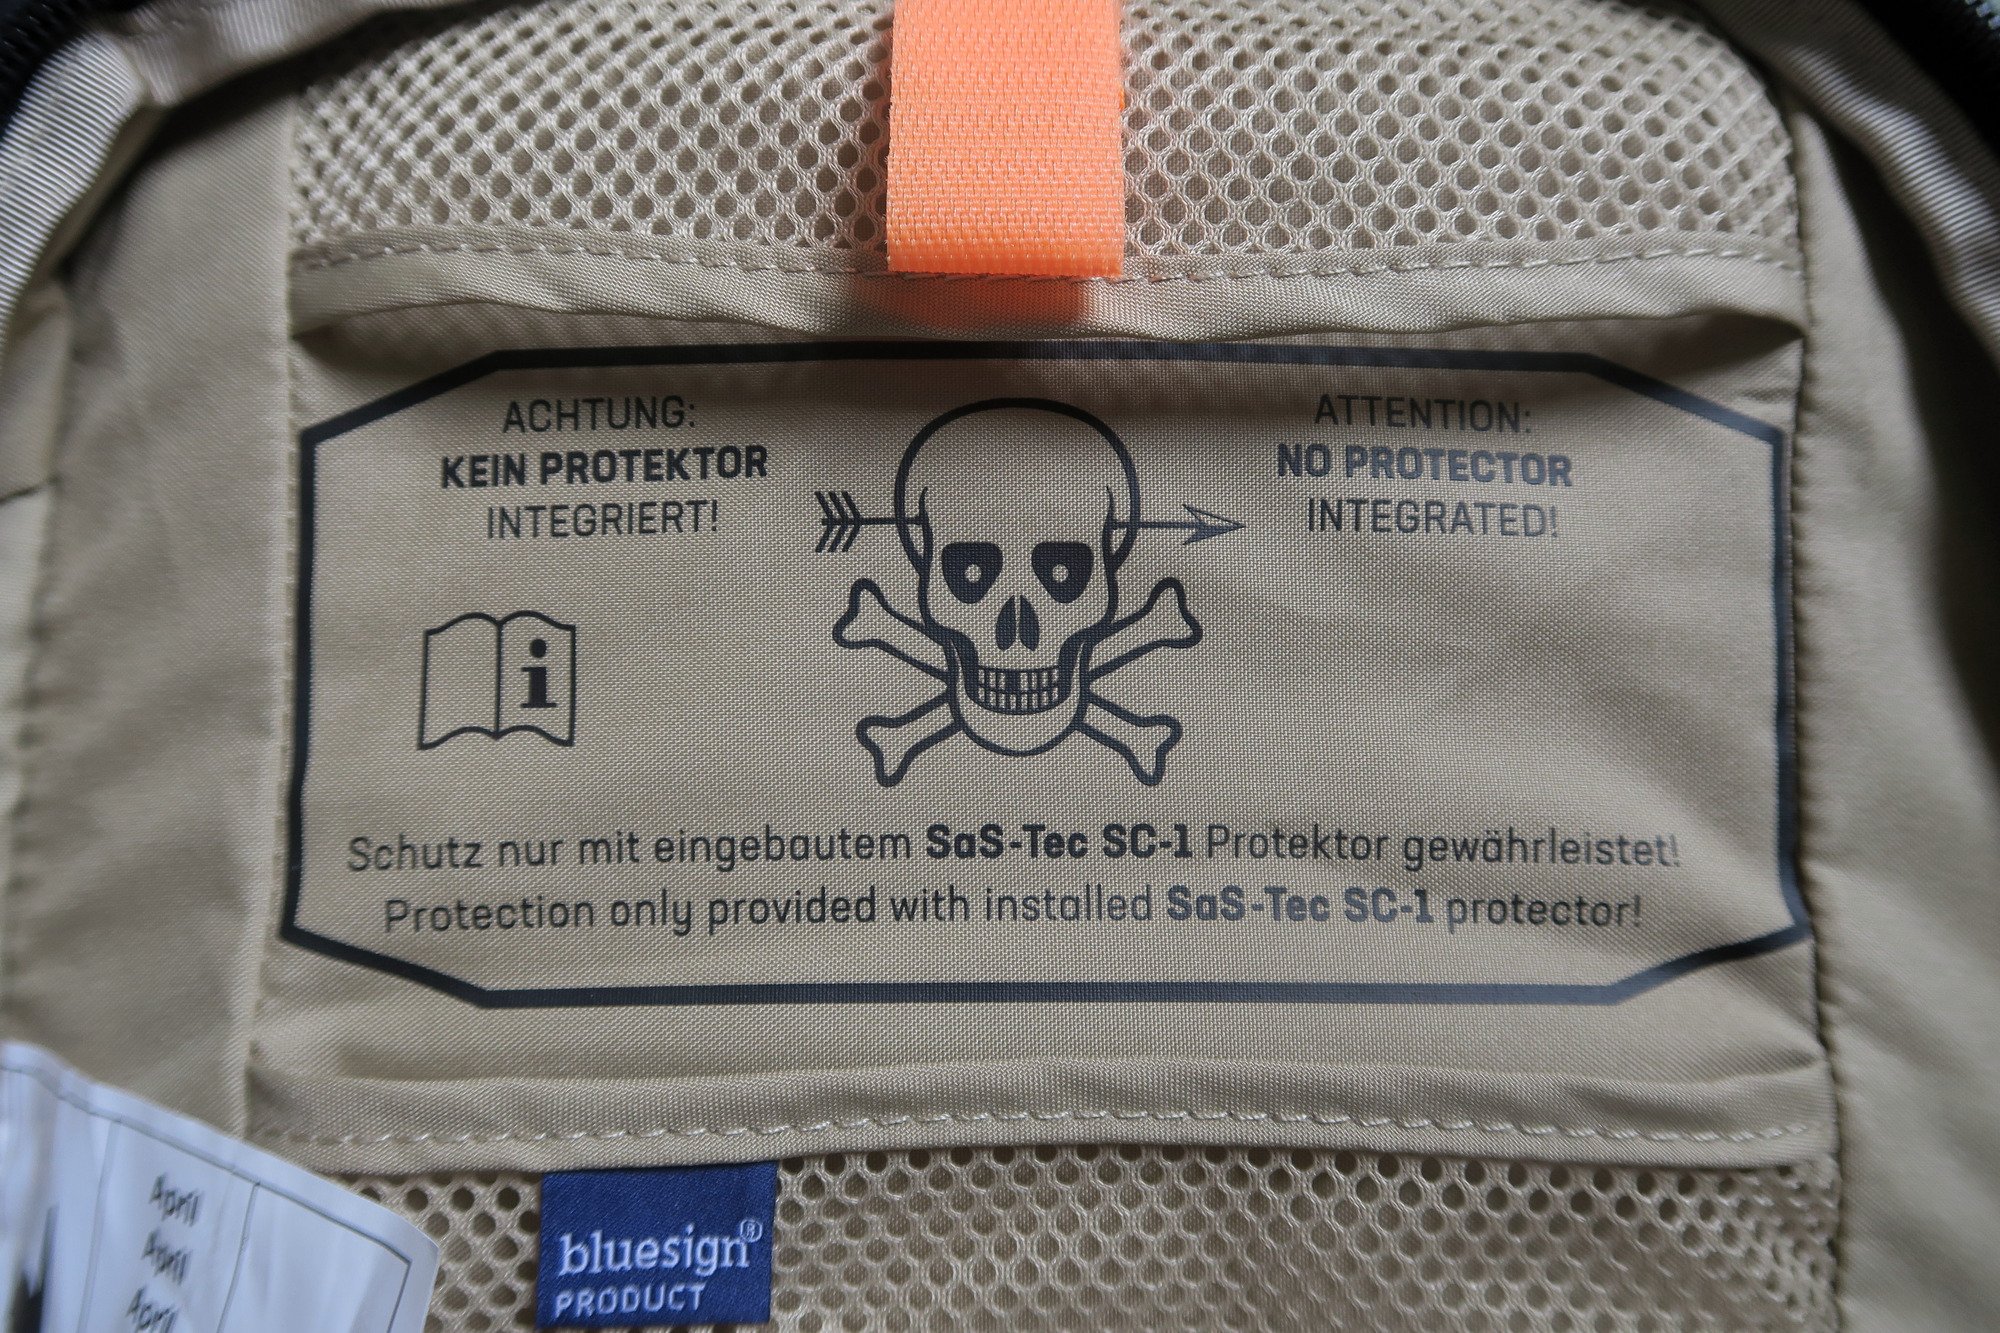 ACHTUNG:
KEIN PROTEKTOR
INTEGRIERT!
ATTENTION:
NO PROTECTOR
INTEGRATED!
i
Schutz nur mit eingebautem SaS-Tec SC-1 Protektor gewährleistet!
Protection only provided with installed SaS-Tec SC-1 protector!
bluesign®
PRODUCT
April
April
April